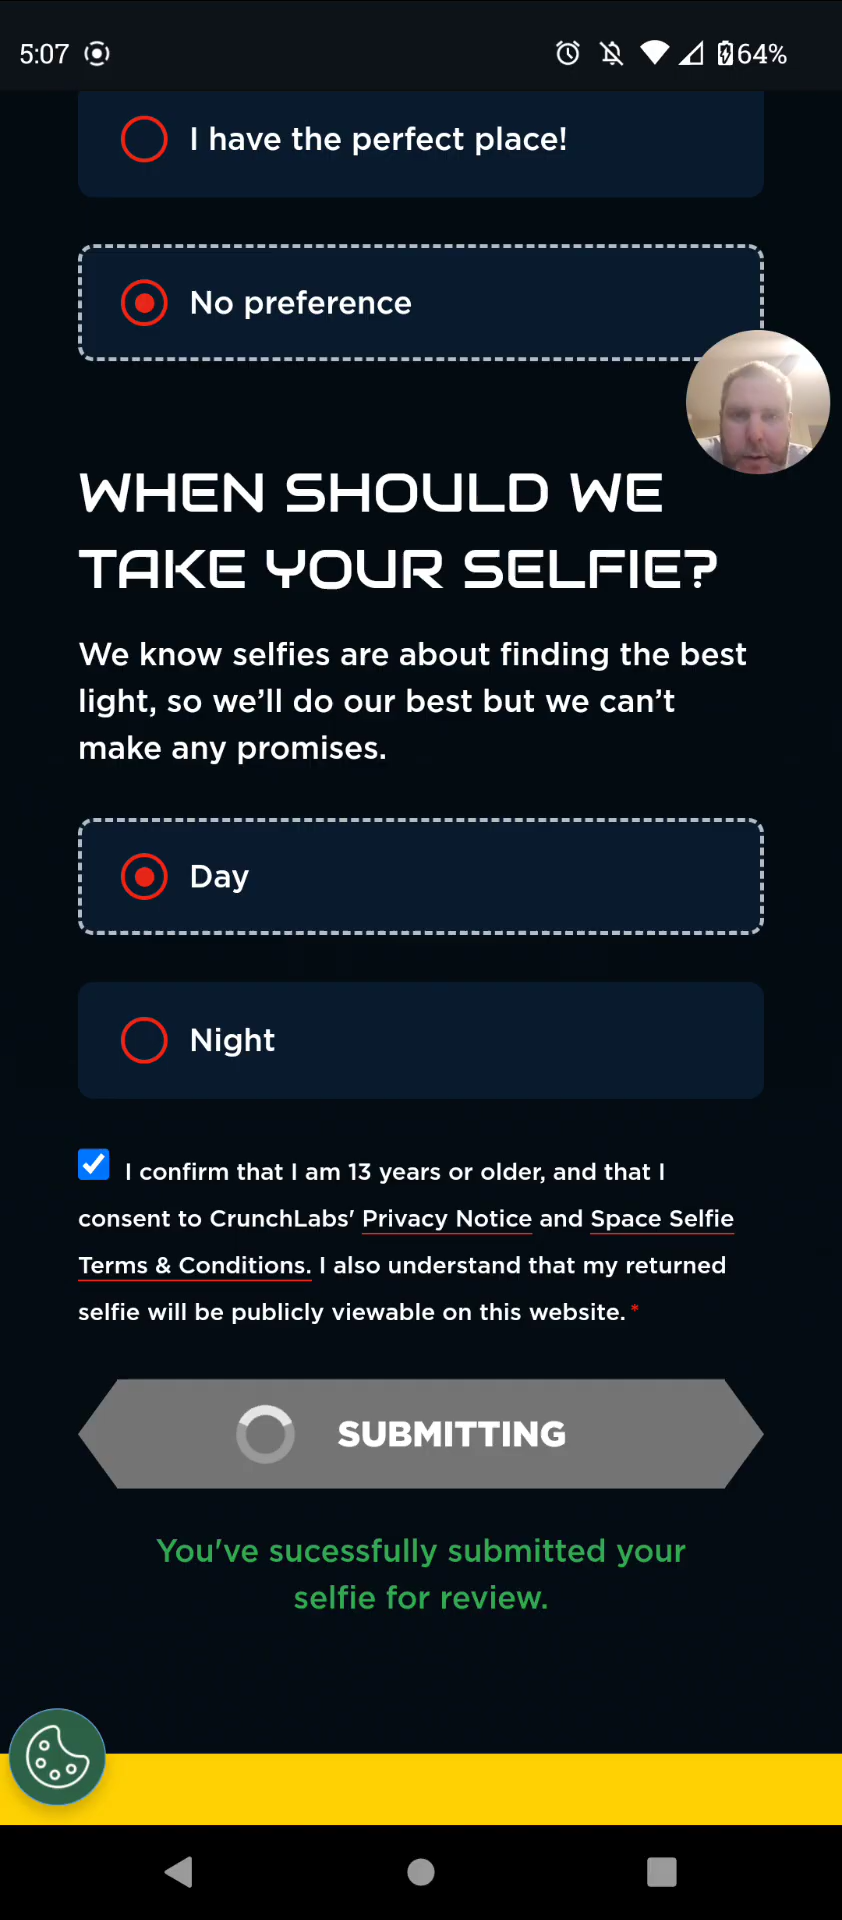 5:07 64%
I have the perfect place!
No preference
WHEN SHOULD WE
TAKE YOUR SELFIE?
We know selfies are about finding the best
light, so we’ll do our best but we can’t
make any promises.
Day
Night
I confirm that I am 13 years or older, and that I
consent to CrunchLabs' Privacy Notice and Space Selfie
Terms & Conditions. I also understand that my returned
selfie will be publicly viewable on this website. *
SUBMITTING
You've sucessfully submitted your
selfie for review.